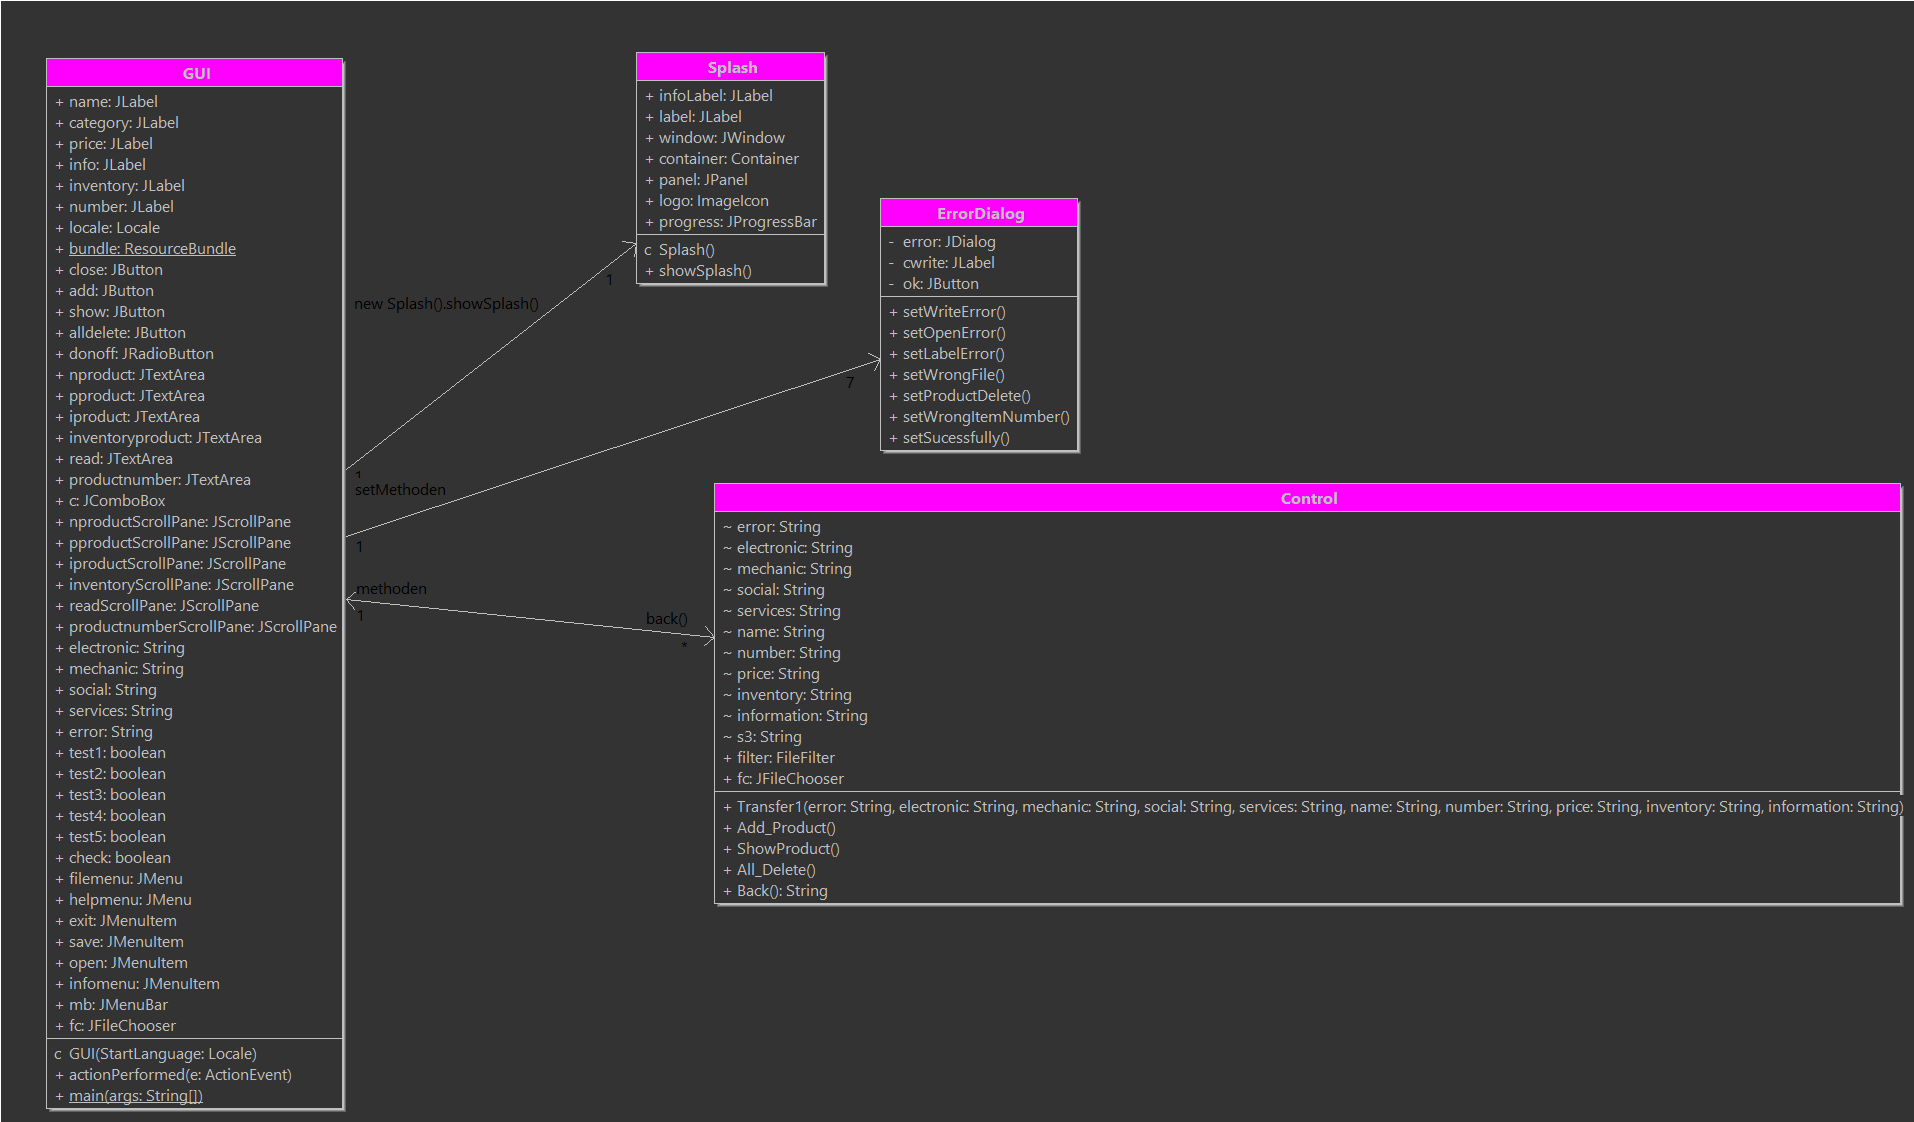 GUI
+ name: JLabel
+ category: JLabel
+ price: JLabel
+ info: JLabel
+ inventory: JLabel
+ number: JLabel
+ locale: Locale
+ bundle: ResourceBundle
+ close: JButton
+ add: JButton
+ show: JButton
+ alldelete: JButton
+ donoff: JRadioButton
+ nproduct: JTextArea
+ pproduct: JTextArea
+ iproduct: JTextArea
+ inventoryproduct: JTextArea
+ read: JTextArea
+ productnumber: JTextArea
+ c: JComboBox
+ nproductScrollPane: JScrollPane
+ pproductScrollPane: JScrollPane
+ iproductScrollPane: JScrollPane
+ inventoryScrollPane: JScrollPane
+ readScrollPane: JScrollPane
+ productnumberScrollPane: JScrollPane
+ electronic: String
+ mechanic: String
+ social: String
+ services: String
+ error: String
+ test1: boolean
+ test2: boolean
+ test3: boolean
+ test4: boolean
+ test5: boolean
+ check: boolean
+ filemenu: JMenu
+ helpmenu: JMenu
+ exit: JMenuItem
+ save: JMenuItem
+ open: JMenuItem
+ infomenu: JMenuItem
+ mb: JMenuBar
+ fc: JFileChooser
c GUI(StartLanguage: Locale)
+ actionPerformed(e: ActionEvent)
+ main(args: String[])
new Splash().showSplash()
1
1
setMethoden
1
7
methoden
1
back()
*
Splash
+ infoLabel: JLabel
+ label: JLabel
+ window: JWindow
+ container: Container
+ panel: JPanel
+ logo: ImageIcon
+ progress: JProgressBar
c Splash()
+ showSplash()
ErrorDialog
- error: JDialog
- cwrite: JLabel
- ok: JButton
+ setWriteError()
+ setOpenError()
+ setLabelError()
+ setWrongFile()
+ setProductDelete()
+ setWrongItemNumber()
+ setSucessfully()
Control
~ error: String
~ electronic: String
~ mechanic: String
~ social: String
~ services: String
~ name: String
~ number: String
~ price: String
~ inventory: String
~ information: String
~ s3: String
+ filter: FileFilter
+ fc: JFileChooser
+ Transfer1(error: String, electronic: String, mechanic: String, social: String, services: String, name: String, number: String, price: String, inventory: String, information: String)
+ Add_Product()
+ ShowProduct()
+ All_Delete()
+ Back(): String